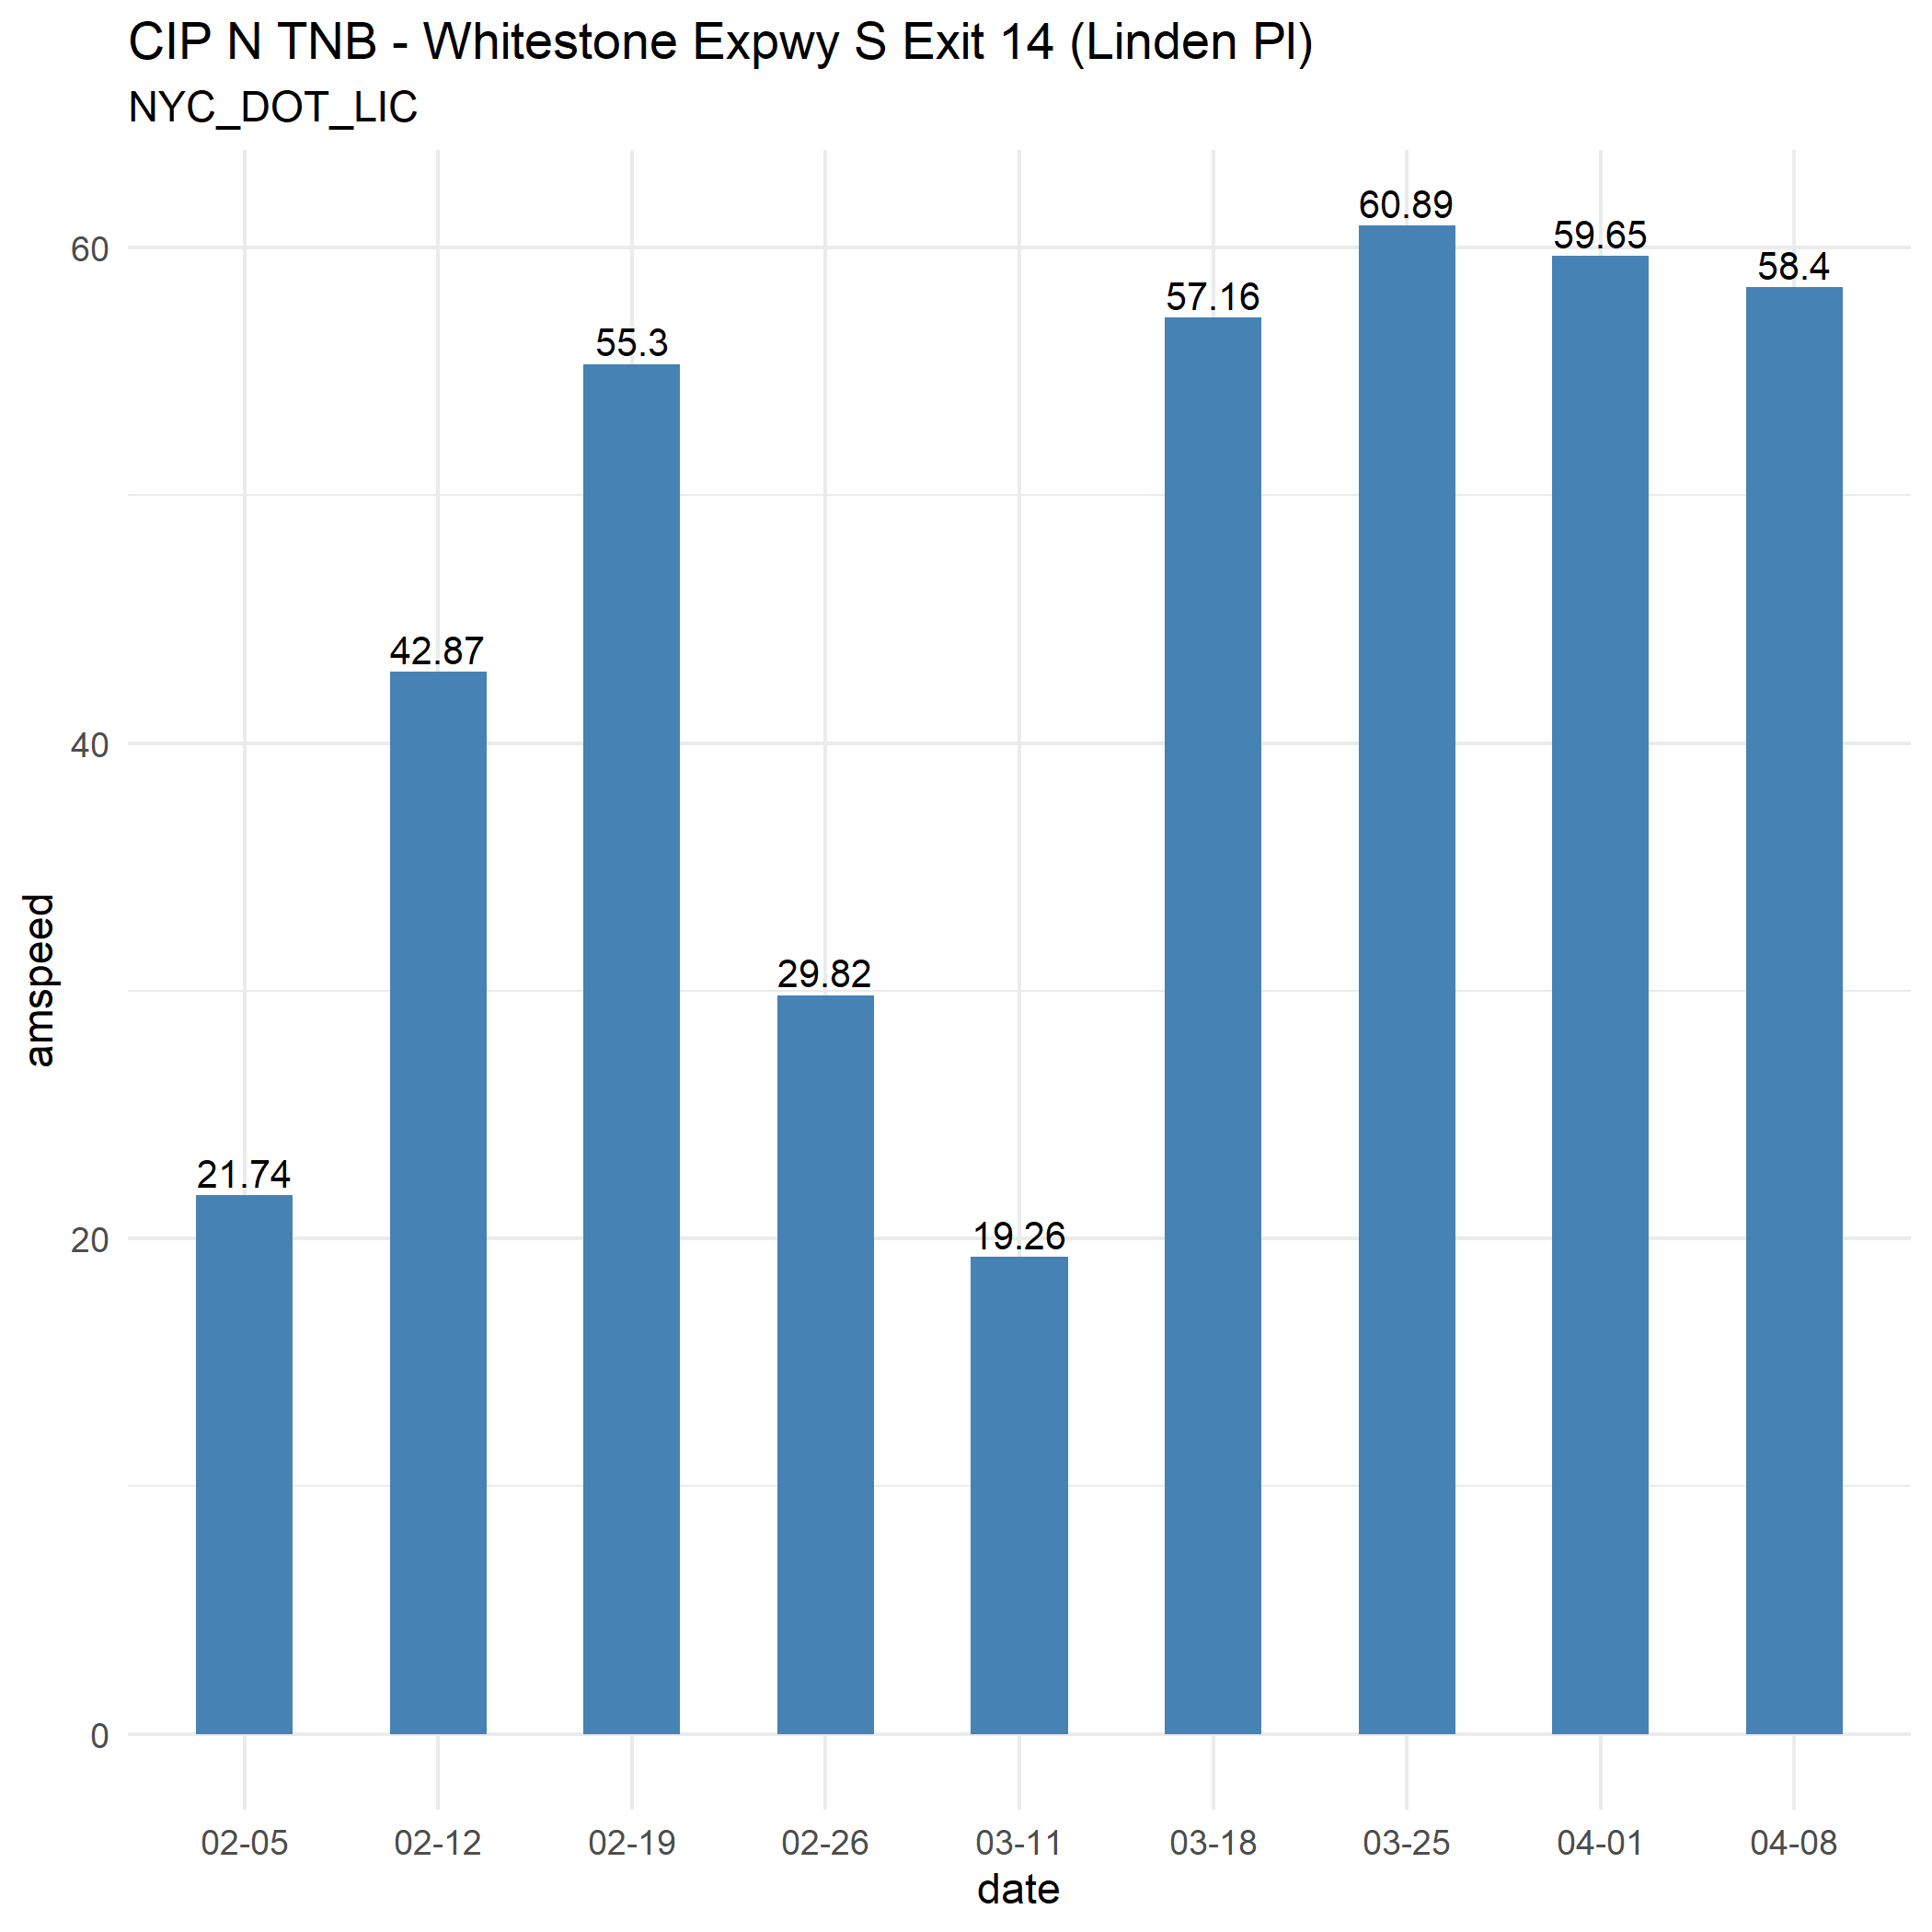 CIP N TNB - Whitestone Expwy S Exit 14 (Linden Pl)
NYC_DOT_LIC
60.89
59.65
58.4
57.16
55.3
42.87
29.82
21.74
19.26
60
40
20
0
amspeed
02-05 02-12 02-19 02-26 03-11 03-18 03-25 04-01 04-08
date